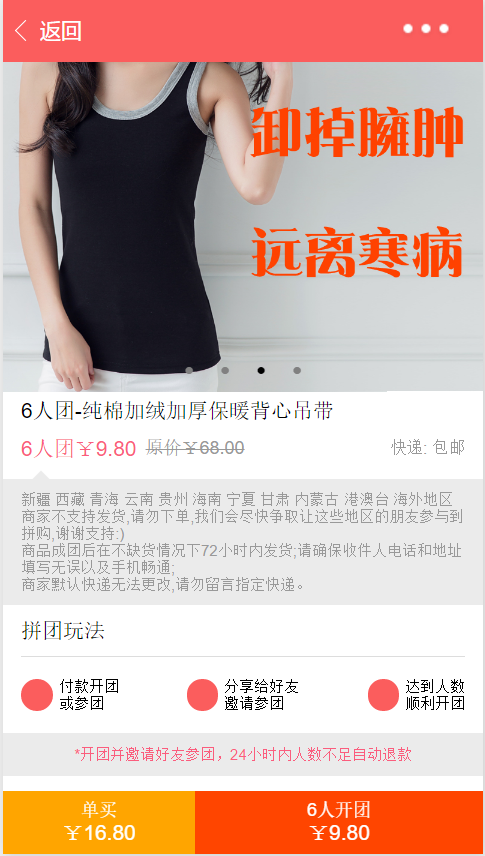 返回
卸掉臃肿
远离寒病
6人团-纯棉加绒加厚保暖背心吊带
6人团￥9.80 原价￥68.00 快递: 包邮
新疆 西藏 青海 云南 贵州 海南 宁夏 甘肃 内蒙古 港澳台 海外地区
商家不支持发货,请勿下单,我们会尽快争取让这些地区的朋友参与到
拼购,谢谢支持:)
商品成团后在不缺货情况下72小时内发货;请确保收件人电话和地址
填写无误以及手机畅通;
商家默认快递无法更改,请勿留言指定快递。
拼团玩法
付款开团
或参团
分享给好友
邀请参团
达到人数
顺利开团
*开团并邀请好友参团，24小时内人数不足自动退款
单买
￥16.80
6人开团
￥9.80